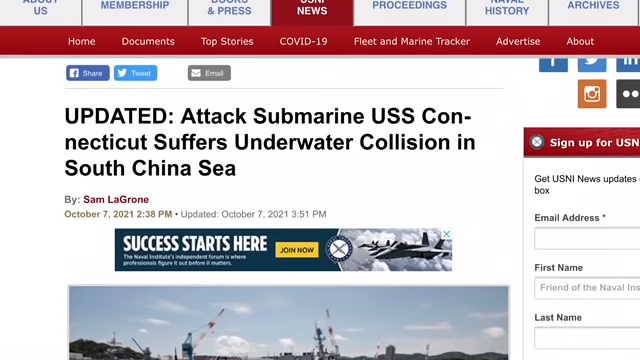 ABOUT
US
MEMBERSHIP
BOOKS
& PRESS
USNI
NEWS
PROCEEDINGS
NAVAL
HISTORY
ARCHIVES
Home
Documents
Top Stories
COVID-19
Fleet and Marine Tracker
Advertise
About
Share
Tweet
Email
UPDATED: Attack Submarine USS Con-
necticut Suffers Underwater Collision in
South China Sea
By: Sam LaGrone
October 7, 2021 2:38 PM • Updated: October 7, 2021 3:51 PM
SUCCESS STARTS HERE
The Naval Institute's independent forum is where
professionals figure it out before it matters.
JOIN NOW
Sign up for USN
Get USNI News updates
box
Email Address *
First Name
Friend of the Naval Ins
Last Name